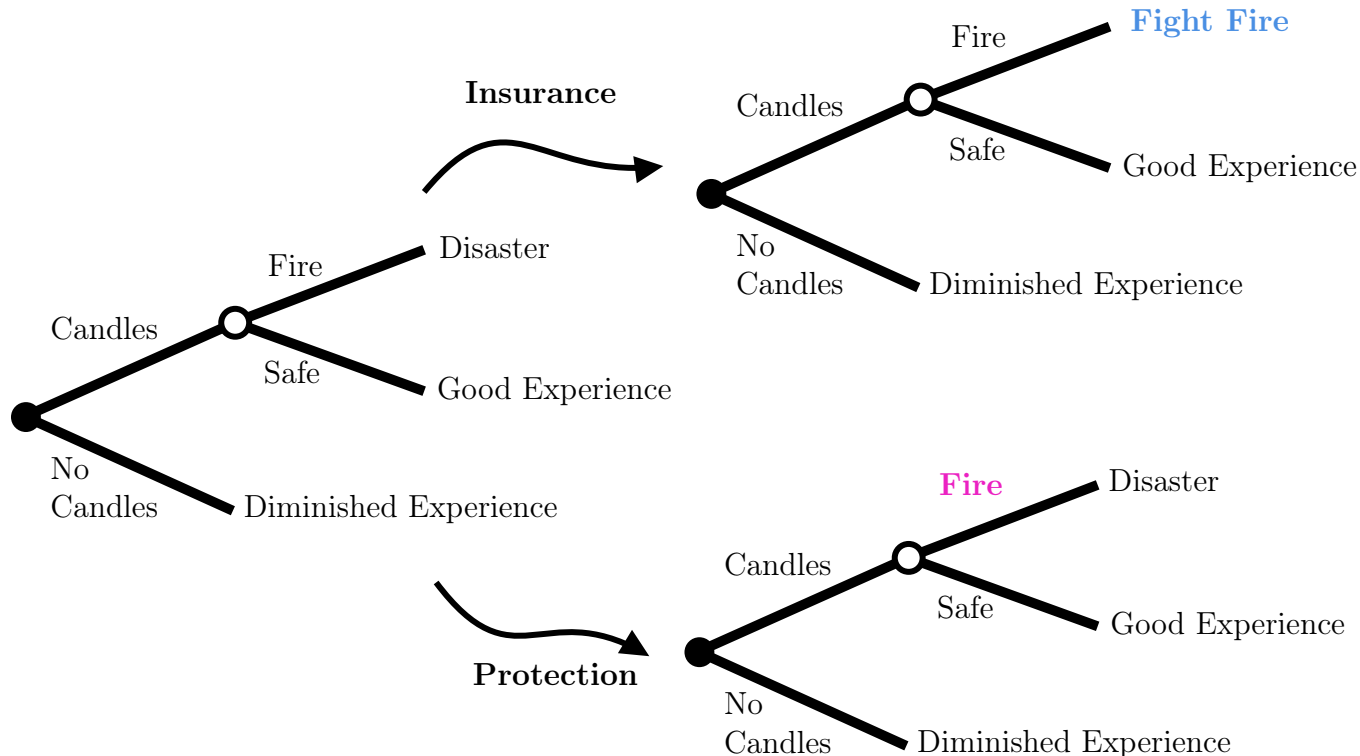 Insurance
Fire
Disaster
Candles
Safe
Good Experience
No
Candles
Diminished Experience
Fire
Fight Fire
Candles
Safe
Good Experience
No
Candles
Diminished Experience
Protection
Fire
Disaster
Candles
Safe
Good Experience
No
Candles
Diminished Experience